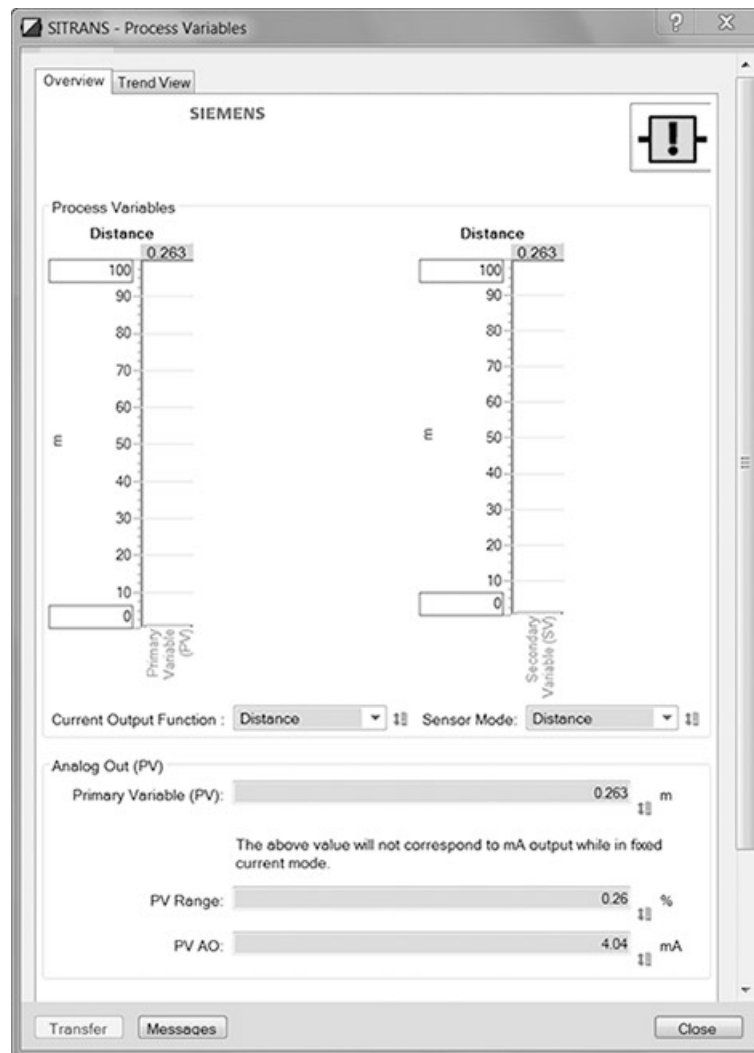 SITRANS - Process Variables
Overview Trend View
SIEMENS
Process Variables
Distance Distance
0.263 0.263
100 100
90 90
80 80
70 70
60 60
m 50 m 50
40 40
30 30
20 20
10 10
0 0
Primary Variable (PV) Secondary Variable (SV)
Current Output Function : Distance Sensor Mode: Distance
Analog Out (PV)
Primary Variable (PV): 0.263 m
The above value will not correspond to mA output while in fixed
current mode.
PV Range: 0.26 %
PV AO: 4.04 mA
Transfer Messages Close